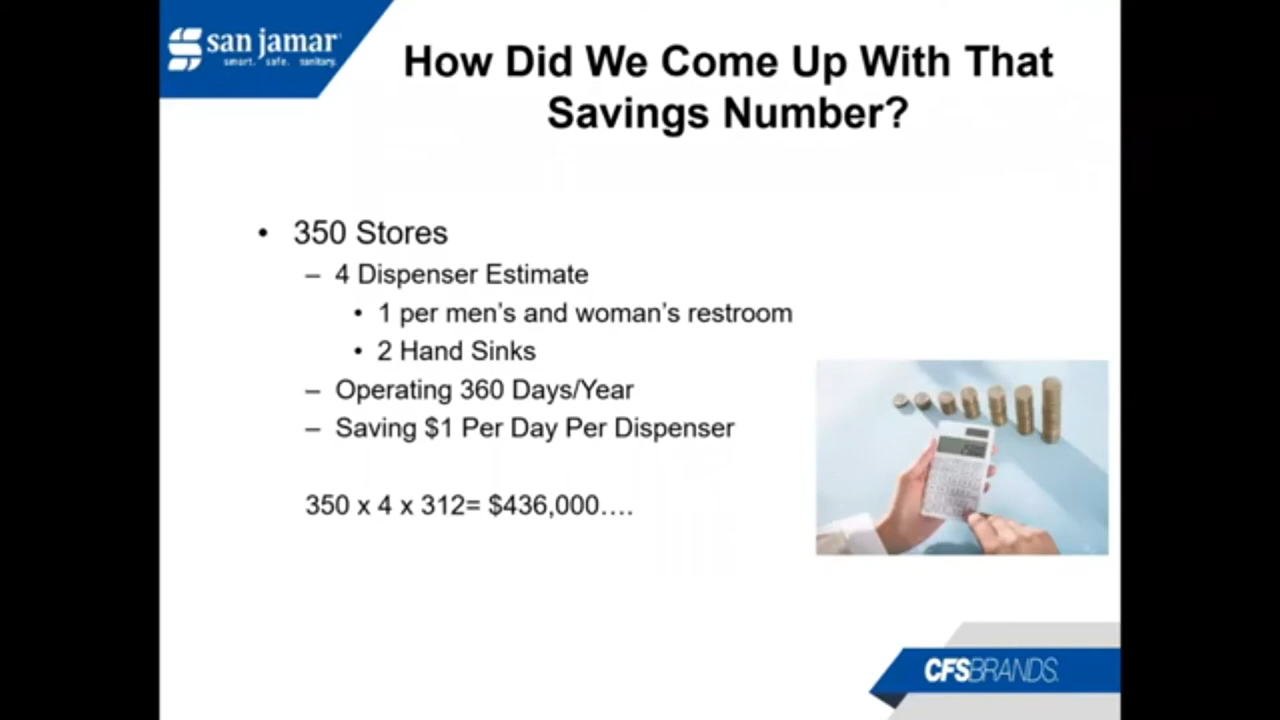 san jamar
smart. safe. sanitary.
How Did We Come Up With That
Savings Number?
• 350 Stores
– 4 Dispenser Estimate
• 1 per men’s and woman’s restroom
• 2 Hand Sinks
– Operating 360 Days/Year
– Saving $1 Per Day Per Dispenser
350 x 4 x 312= $436,000….
CFSBRANDS.